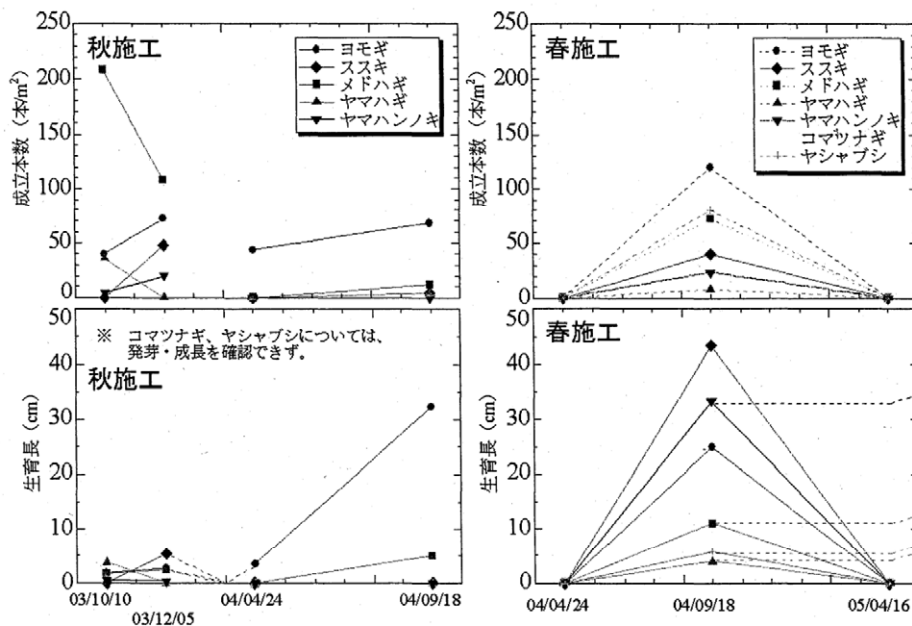 250
200
150
100
50
0
成立本数（本/m²）
秋施工
ヨモギ
ススキ
メドハギ
ヤマハギ
ヤマハンノキ
250
200
150
100
50
0
成立本数（本/m²）
春施工
ヨモギ
ススキ
メドハギ
ヤマハギ
ヤマハンノキ
コマツナギ
ヤシャブシ
50
40
30
20
10
0
生育長（cm）
※ コマツナギ、ヤシャブシについては、
発芽・成長を確認できず。
秋施工
03/10/10
03/12/05
04/04/24
04/09/18
50
40
30
20
10
0
生育長（cm）
春施工
04/04/24
04/09/18
05/04/16